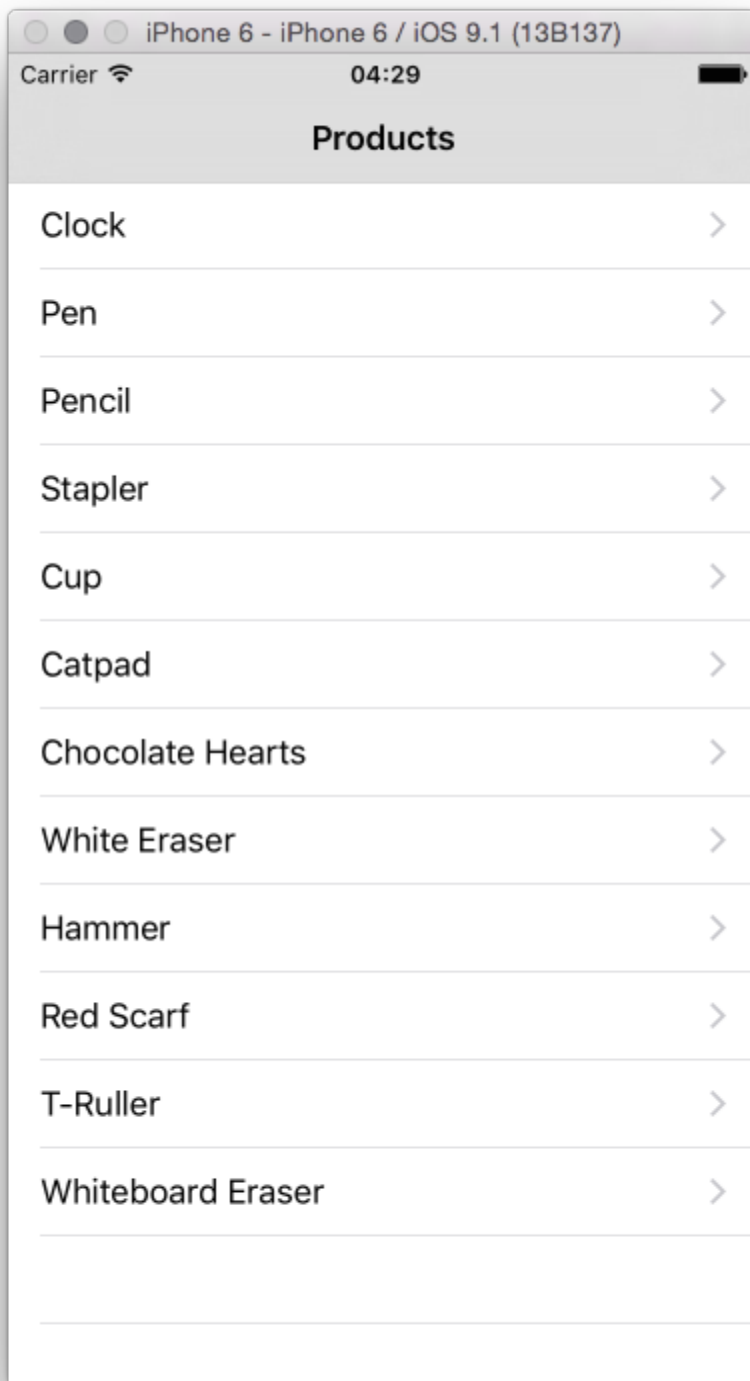 iPhone 6 - iPhone 6 / iOS 9.1 (13B137)
Carrier 04:29
Products
Clock
Pen
Pencil
Stapler
Cup
Catpad
Chocolate Hearts
White Eraser
Hammer
Red Scarf
T-Ruller
Whiteboard Eraser